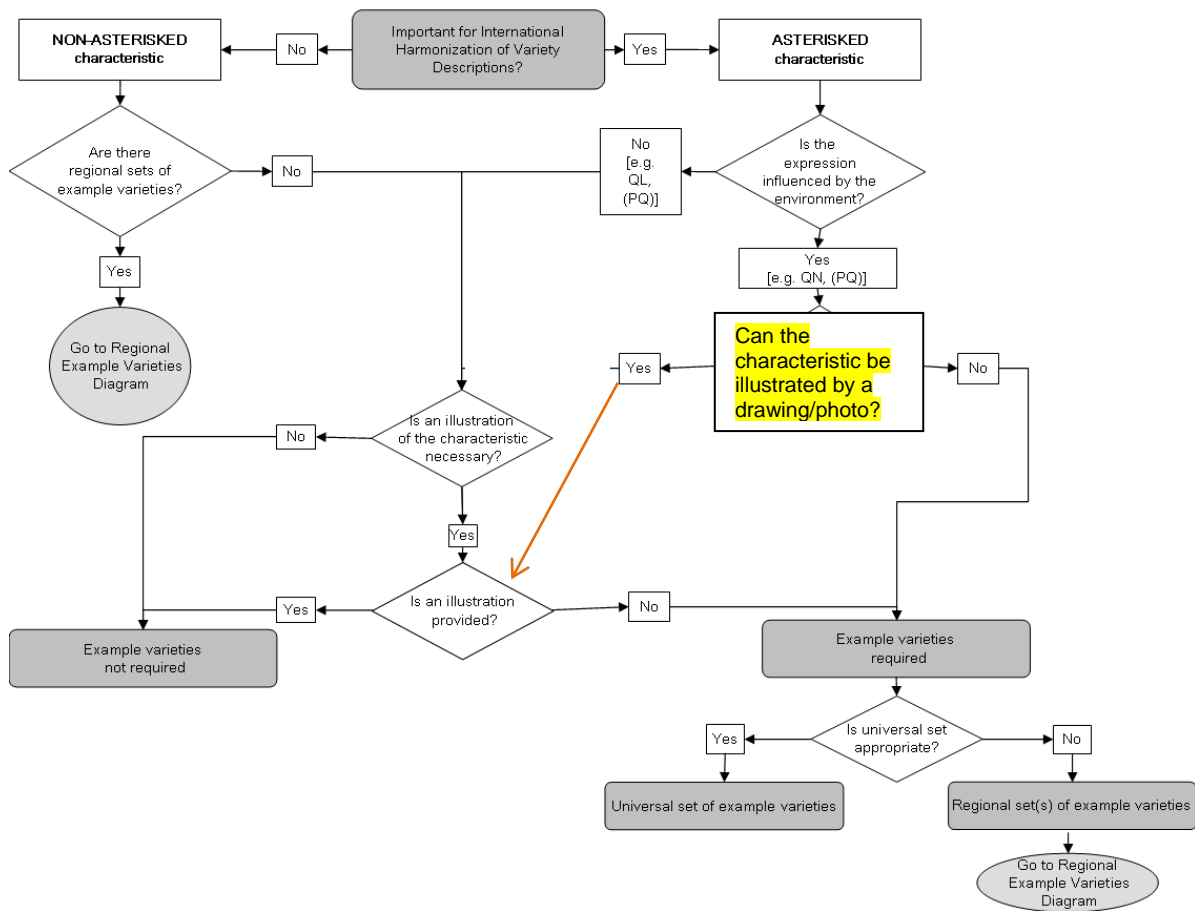 NON-ASTERISKED
characteristic
No
Important for International
Harmonization of Variety
Descriptions?
Yes
ASTERISKED
characteristic
Are there
regional sets of
example varieties?
No
No
[e.g.
QL,
(PQ)]
Is the
expression
influenced by the
environment?
Yes
Yes
[e.g. QN, (PQ)]
Go to Regional
Example Varieties
Diagram
Yes
Can the
characteristic be
illustrated by a
drawing/photo?
No
No
Is an illustration
of the characteristic
necessary?
Yes
Yes
Is an illustration
provided?
No
Example varieties
not required
Example varieties
required
Yes
Is universal set
appropriate?
No
Universal set of example varieties
Regional set(s) of example varieties
Go to Regional
Example Varieties
Diagram